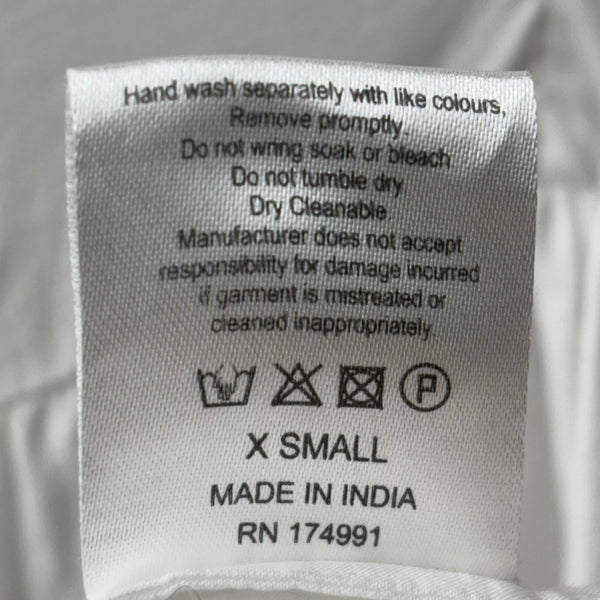 Hand wash separately with like colours,
Remove promptly.
Do not wring soak or bleach
Do not tumble dry
Dry Cleanable
Manufacturer does not accept
responsibility for damage incurred
if garment is mistreated or
cleaned inappropriately.
P
X SMALL
MADE IN INDIA
RN 174991